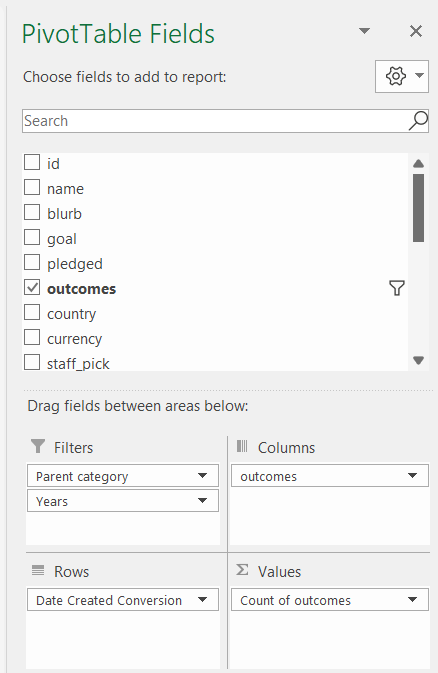 PivotTable Fields
Choose fields to add to report:
Search
id
name
blurb
goal
pledged
outcomes
country
currency
staff_pick
Drag fields between areas below:
Filters
Columns
Parent category
outcomes
Years
Rows
Σ Values
Date Created Conversion
Count of outcomes